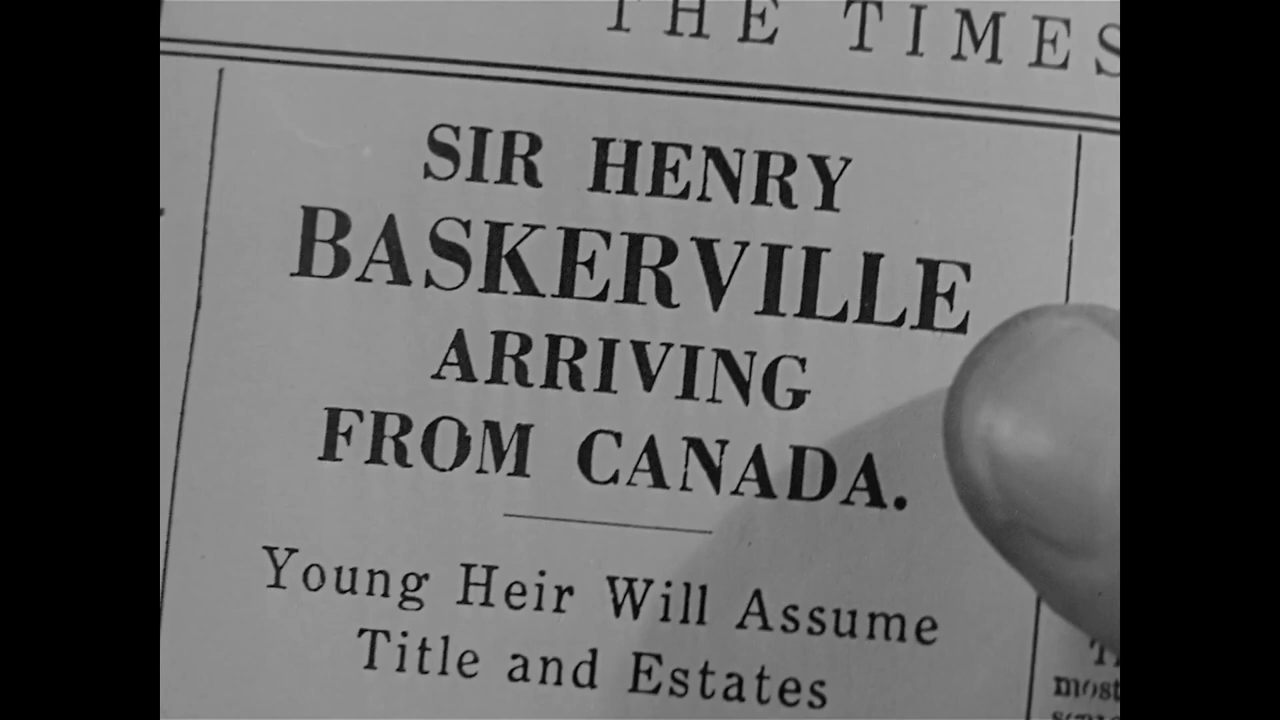 THE TIMES
SIR HENRY
BASKERVILLE
ARRIVING
FROM CANADA.
Young Heir Will Assume
Title and Estates
most